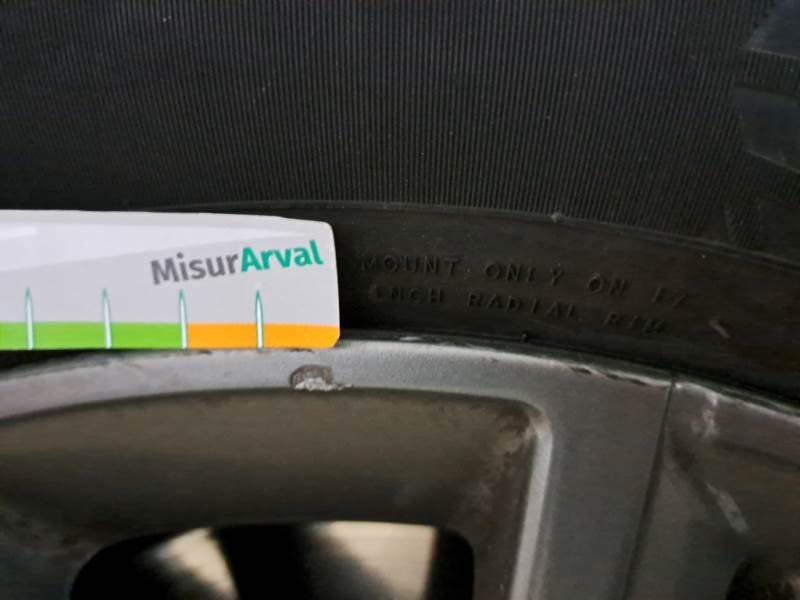 MisurArval
MOUNT ONLY ON 17
INCH RADIAL RIM